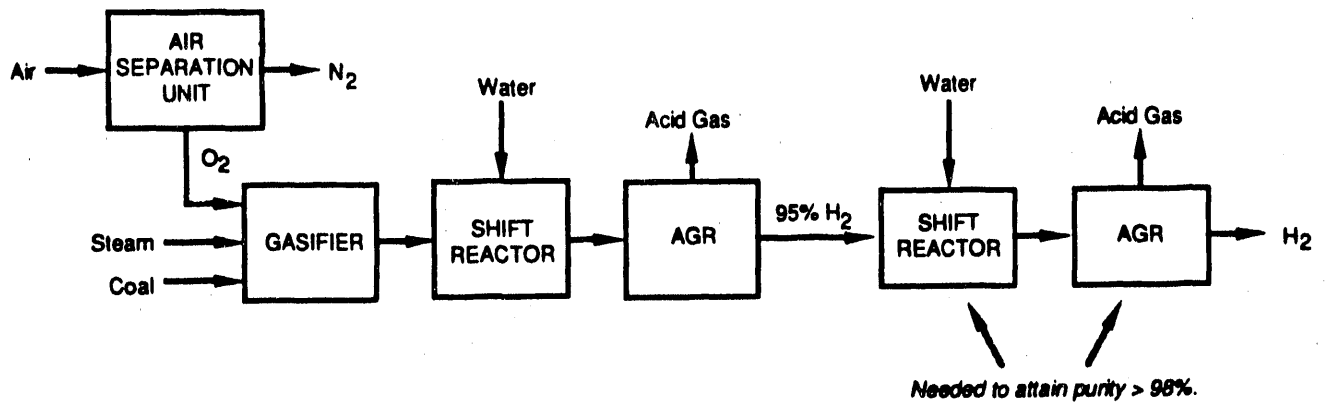 AIR
SEPARATION
UNIT
Air
N2
O2
Steam
Coal
GASIFIER
Water
SHIFT
REACTOR
Acid Gas
AGR
95% H2
Water
SHIFT
REACTOR
Acid Gas
AGR
H2
Needed to attain purity > 98%.